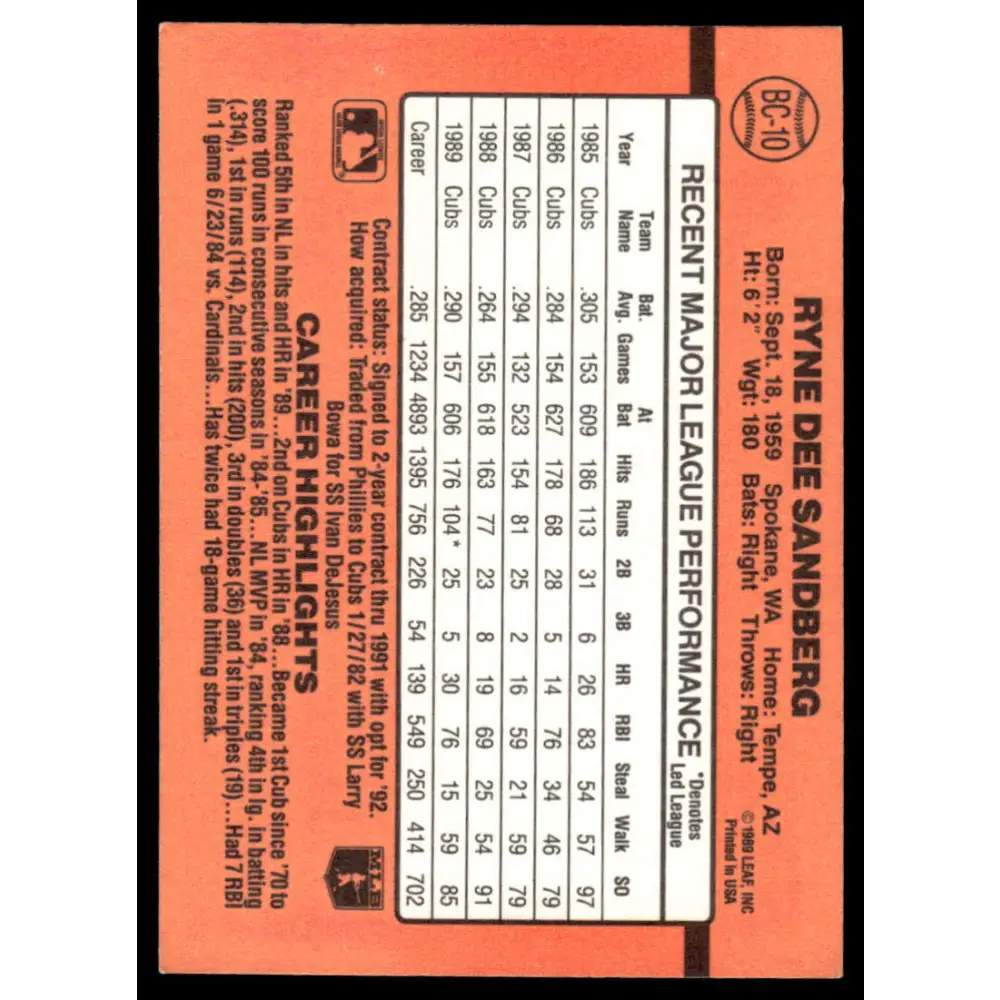 BC-10
RYNE DEE SANDBERG
Born: Sept. 18, 1959 Spokane, WA Home: Tempe, AZ
Ht: 6' 2" Wgt: 180 Bats: Right Throws: Right
© 1989 LEAF, INC
Printed in USA
RECENT MAJOR LEAGUE PERFORMANCE *Denotes
Led League
Year Team Name Bat. Avg. Games At Bat Hits Runs 2B 3B HR RBI Steal Walk SO
1985 Cubs .305 153 609 186 113 31 6 26 83 54 57 97
1986 Cubs .284 154 627 178 68 28 5 14 76 34 46 79
1987 Cubs .294 132 523 154 81 25 2 16 59 21 59 79
1988 Cubs .264 155 618 163 77 23 8 19 69 25 54 91
1989 Cubs .290 157 606 176 104* 25 5 30 76 15 59 85
Career .285 1234 4893 1395 756 226 54 139 549 250 414 702
Contract status: Signed to 2-year contract thru 1991 with opt for '92.
How acquired: Traded from Phillies to Cubs 1/27/82 with SS Larry
Bowa for SS Ivan DeJesus
MLB
CAREER HIGHLIGHTS
Ranked 5th in NL in hits and HR in '89...2nd on Cubs in HR in '88...Became 1st Cub since '70 to
score 100 runs in consecutive seasons in '84-'85...NL MVP in '84, ranking 4th in lg. in batting
(.314), 1st in runs (114), 2nd in hits (200), 3rd in doubles (36) and 1st in triples (19)...Had 7 RBI
in 1 game 6/23/84 vs. Cardinals...Has twice had 18-game hitting streak.